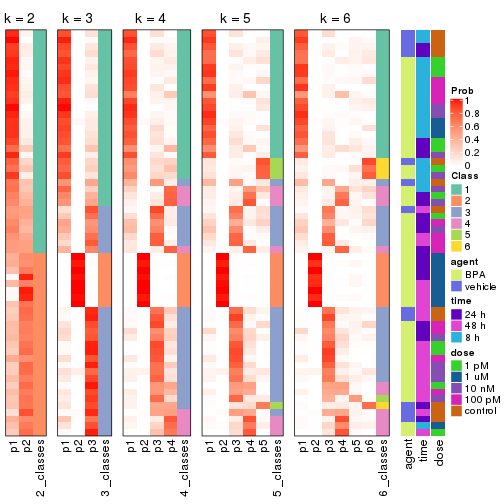 k = 2
k = 3
k = 4
k = 5
k = 6
p1
p2
2_classes
p1
p2
p3
3_classes
p1
p2
p3
p4
4_classes
p1
p2
p3
p4
p5
5_classes
p1
p2
p3
p4
p5
p6
6_classes
agent
time
dose
Prob
1
0.8
0.6
0.4
0.2
0
Class
1
2
3
4
5
6
agent
BPA
vehicle
time
24 h
48 h
8 h
dose
1 pM
1 uM
10 nM
100 pM
control